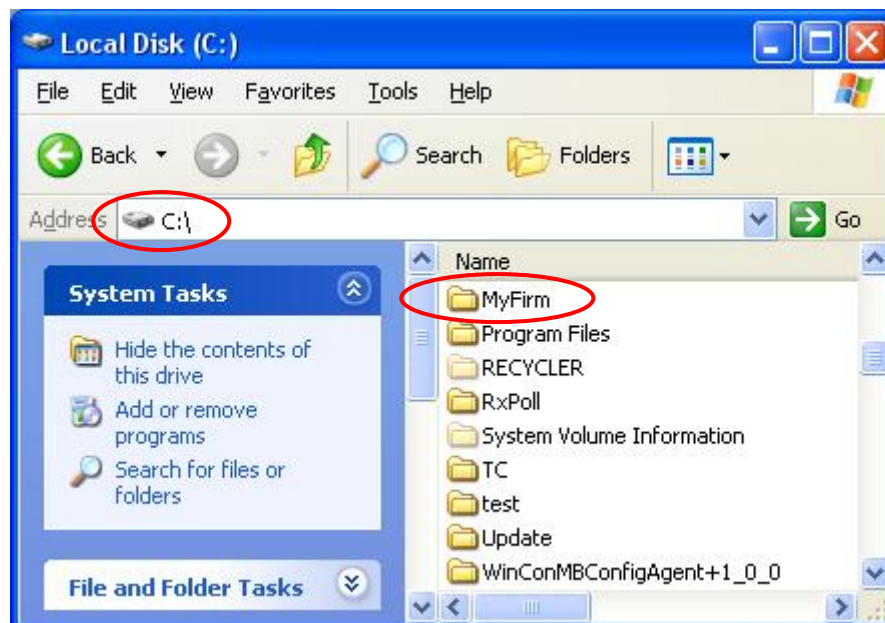 Local Disk (C:)
File Edit View Favorites Tools Help
Back Search Folders
Address C:\ Go
System Tasks
Hide the contents of
this drive
Add or remove
programs
Search for files or
folders
File and Folder Tasks
Name
MyFirm
Program Files
RECYCLER
RxPoll
System Volume Information
TC
test
Update
WinConMBConfigAgent+1_0_0